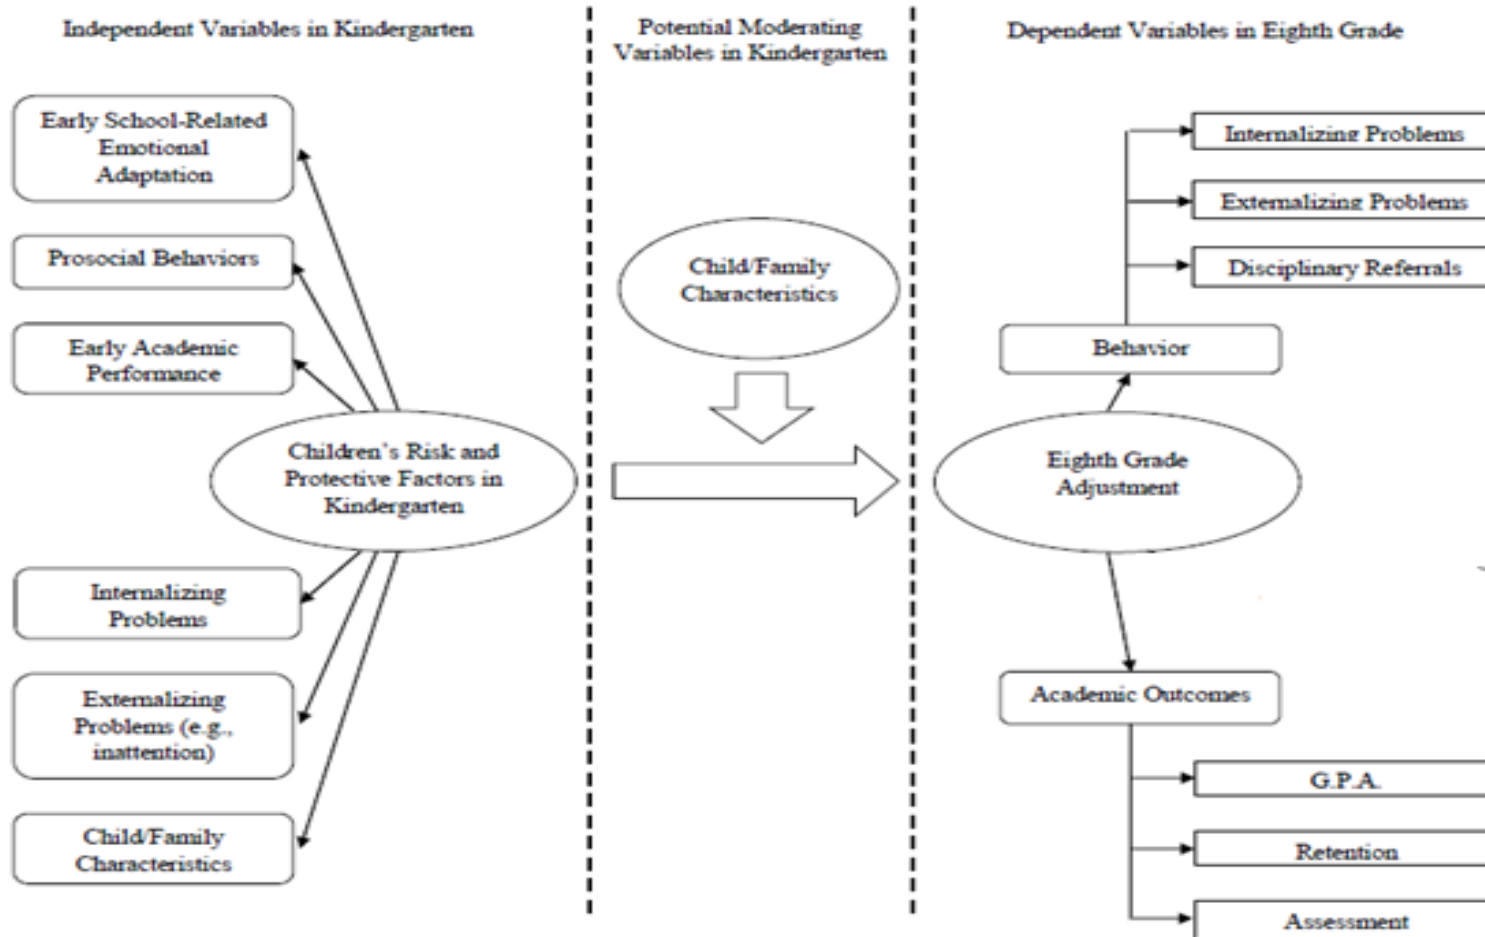 Independent Variables in Kindergarten
Potential Moderating
Variables in Kindergarten
Dependent Variables in Eighth Grade
Early School-Related
Emotional
Adaptation
Prosocial Behaviors
Early Academic
Performance
Children's Risk and
Protective Factors in
Kindergarten
Internalizing
Problems
Externalizing
Problems (e.g.,
inattention)
Child/Family
Characteristics
Child/Family
Characteristics
Internalizing Problems
Externalizing Problems
Disciplinary Referrals
Behavior
Eighth Grade
Adjustment
Academic Outcomes
G.P.A.
Retention
Assessment